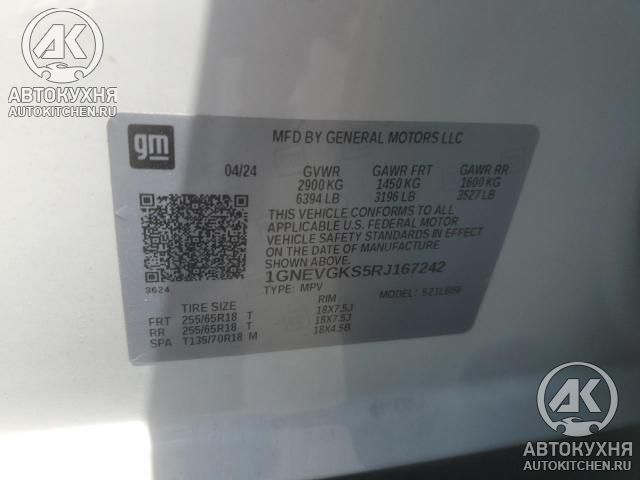 АК
АВТОКУХНЯ
AUTOKITCHEN.RU
gm
MFD BY GENERAL MOTORS LLC
04/24 GVWR GAWR FRT GAWR RR
2900 KG 1450 KG 1600 KG
6394 LB 3196 LB 3527 LB
THIS VEHICLE CONFORMS TO ALL
APPLICABLE U.S. FEDERAL MOTOR
VEHICLE SAFETY STANDARDS IN EFFECT
ON THE DATE OF MANUFACTURE
SHOWN ABOVE.
1GNEVGKS5RJ167242
TYPE: MPV MODEL:
TIRE SIZE RIM
FRT 255/65R18 T 18X7.5J
RR 255/65R18 T 18X7.5J
SPA T135/70R18 M 18X4.5B
АК
АВТОКУХНЯ
AUTOKITCHEN.RU